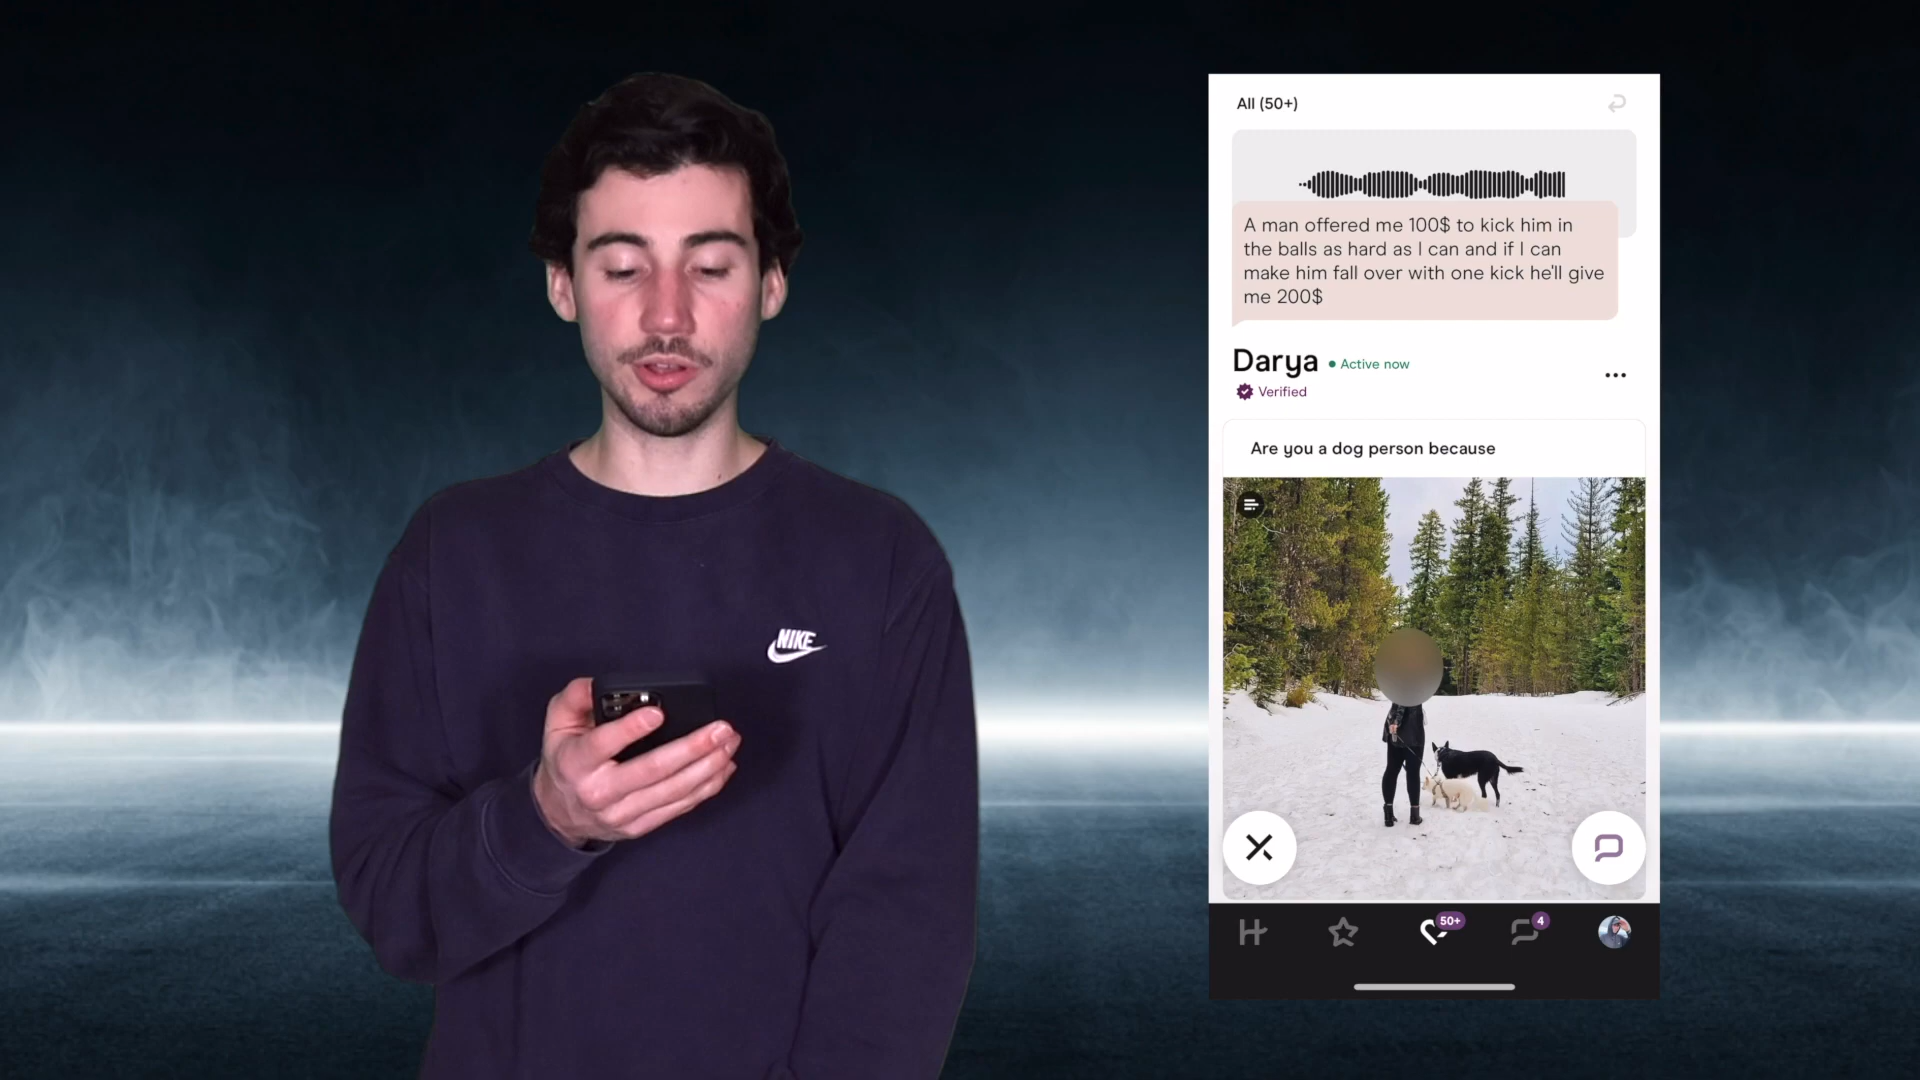 NIKE
All (50+)
A man offered me 100$ to kick him in
the balls as hard as I can and if I can
make him fall over with one kick he'll give
me 200$
Darya
Active now
Verified
Are you a dog person because
50+
4